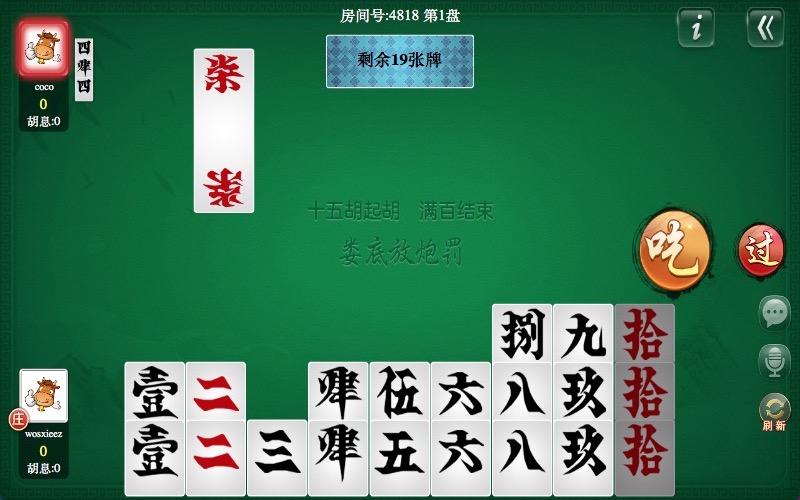 房间号:4818 第1盘
剩余19张牌
coco
0
胡息:0
四 肆 四
柒
柒
十五胡起胡 满百结束
娄底放炮罚
吃
过
i
刷新
庄
wosxieez
0
胡息:0
捌 九 拾
壹 二 肆 伍 六 八 玖 拾
壹 二 三 肆 五 六 八 玖 拾